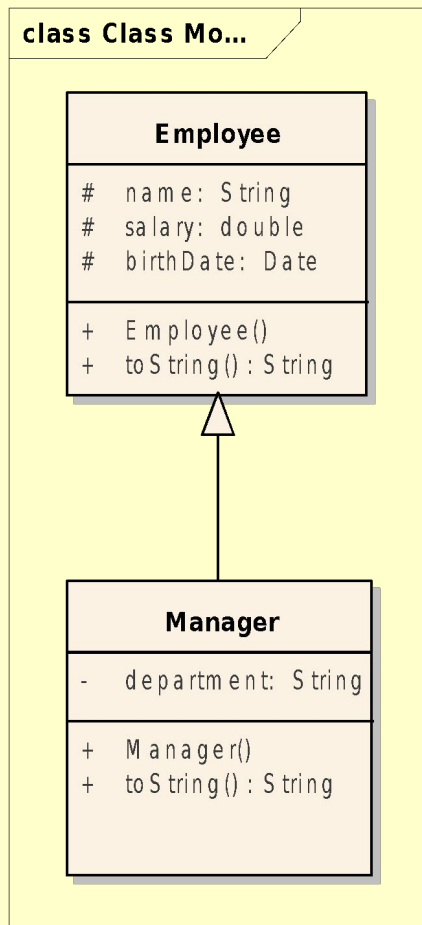 class Class Mo...
Employee
# name: String
# salary: double
# birthDate: Date
+ Employee()
+ toString() : String
Manager
- department: String
+ Manager()
+ toString() : String